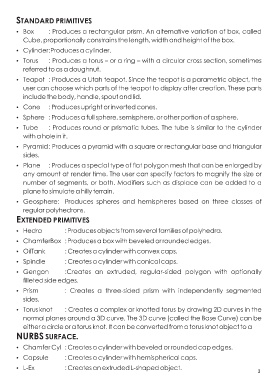 STANDARD PRIMITIVES
• Box : Produces a rectangular prism. An alternative variation of box, called
Cube, proportionally constrains the length, width and height of the box.
• Cylinder: Produces a cylinder.
• Torus : Produces a torus – or a ring – with a circular cross section, sometimes
referred to as a doughnut.
• Teapot : Produces a Utah teapot. Since the teapot is a parametric object, the
user can choose which parts of the teapot to display after creation. These parts
include the body, handle, spout and lid.
• Cone : Produces upright or inverted cones.
• Sphere : Produces a full sphere, semisphere, or other portion of a sphere.
• Tube : Produces round or prismatic tubes. The tube is similar to the cylinder
with a hole in it.
• Pyramid: Produces a pyramid with a square or rectangular base and triangular
sides.
• Plane : Produces a special type of flat polygon mesh that can be enlarged by
any amount at render time. The user can specify factors to magnify the size or
number of segments, or both. Modifiers such as displace can be added to a
plane to simulate a hilly terrain.
• Geosphere: Produces spheres and hemispheres based on three classes of
regular polyhedrons.
EXTENDED PRIMITIVES
• Hedra : Produces objects from several families of polyhedra.
• ChamferBox : Produces a box with beveled or rounded edges.
• OilTank : Creates a cylinder with convex caps.
• Spindle : Creates a cylinder with conical caps.
• Gengon : Creates an extruded, regular-sided polygon with optionally
filleted side edges.
• Prism : Creates a three-sided prism with independently segmented
sides.
• Torus knot : Creates a complex or knotted torus by drawing 2D curves in the
normal planes around a 3D curve. The 3D curve (called the Base Curve) can be
either a circle or a torus knot. It can be converted from a torus knot object to a
NURBS SURFACE.
• Chamfer Cyl : Creates a cylinder with beveled or rounded cap edges.
• Capsule : Creates a cylinder with hemispherical caps.
• L-Ex : Creates an extruded L-shaped object.
3